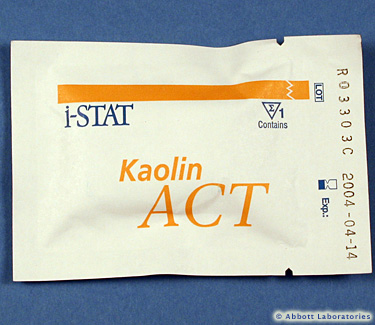 i-STAT
Σ 1
Contains
Kaolin
ACT
LOT
R03303C
Exp.:
2004-04-14
© Abbott Laboratories